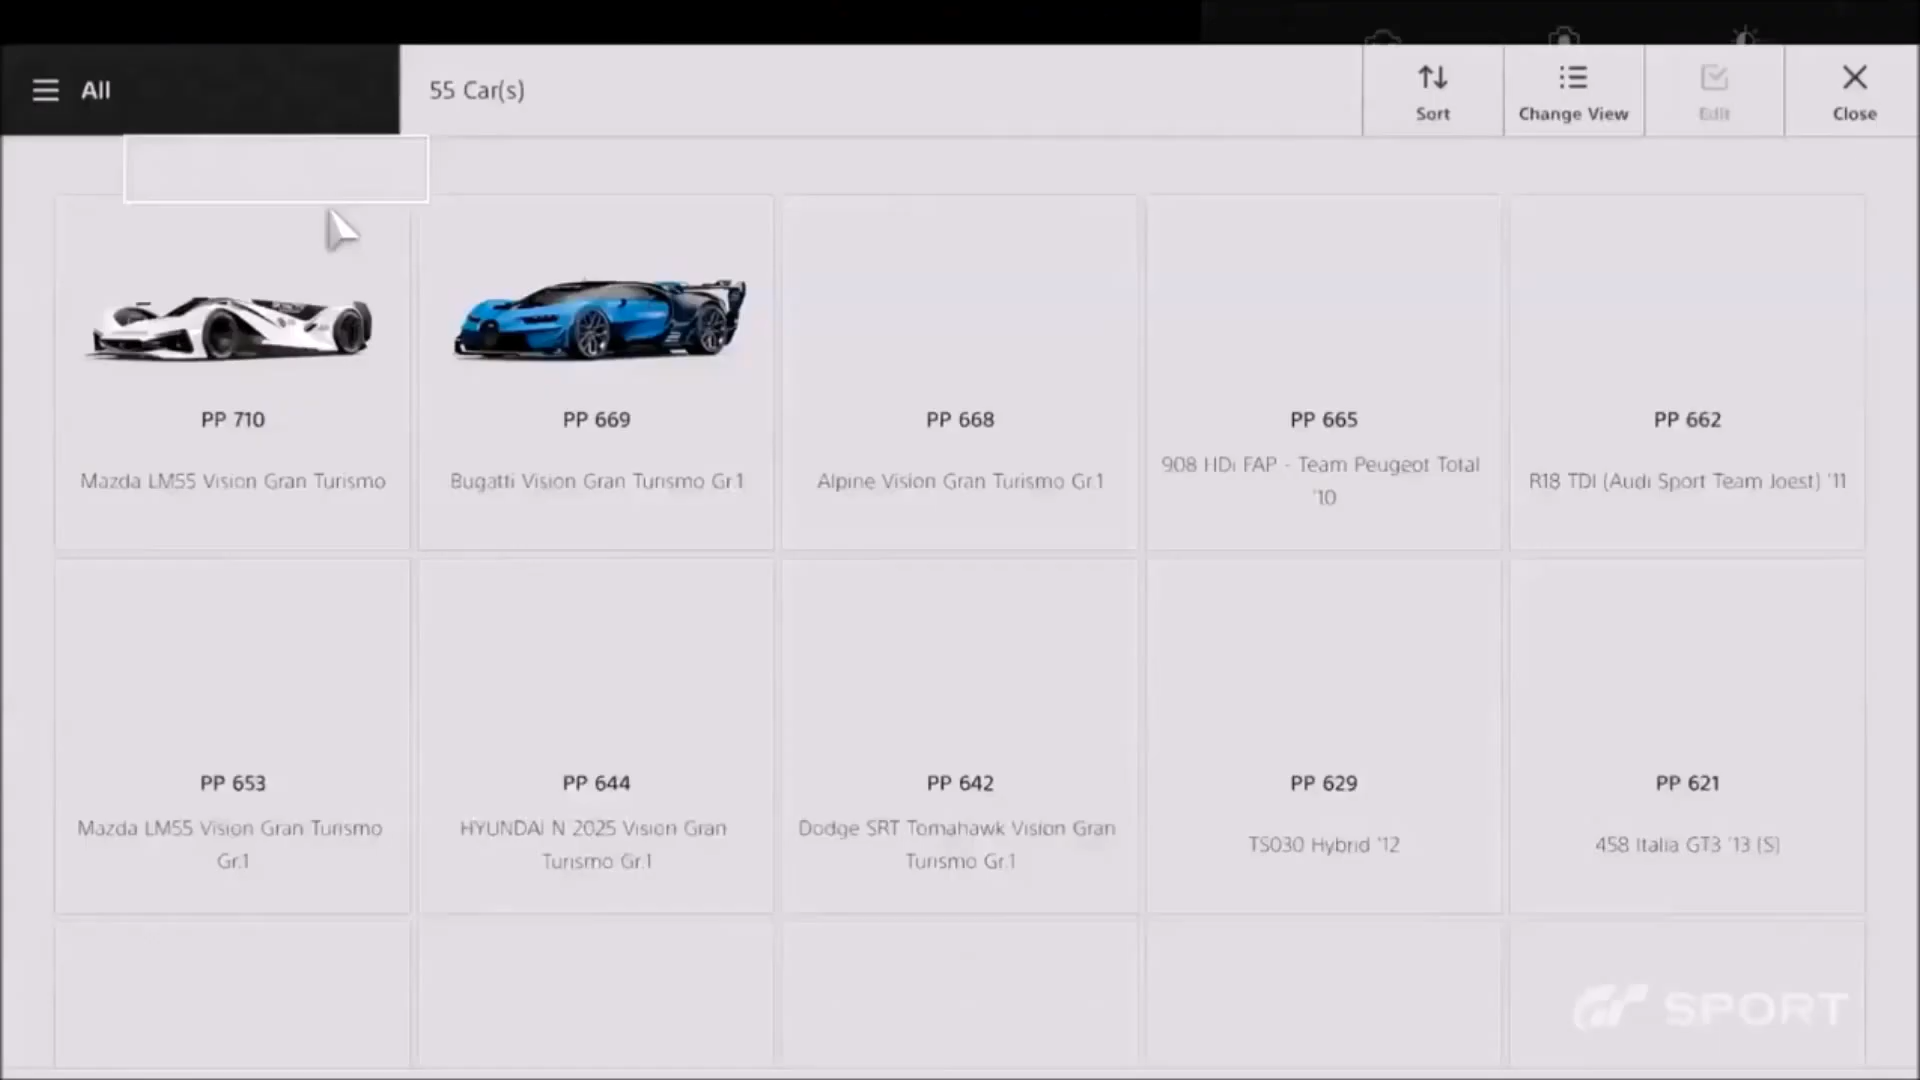 All
55 Car(s)
Sort
Change View
Edit
Close
PP 710
PP 669
PP 668
PP 665
PP 662
Mazda LM55 Vision Gran Turismo
Bugatti Vision Gran Turismo Gr.1
Alpine Vision Gran Turismo Gr.1
908 HDi FAP - Team Peugeot Total
'10
R18 TDI (Audi Sport Team Joest) '11
PP 653
PP 644
PP 642
PP 629
PP 621
Mazda LM55 Vision Gran Turismo
Gr.1
HYUNDAI N 2025 Vision Gran
Turismo Gr.1
Dodge SRT Tomahawk Vision Gran
Turismo Gr.1
TS030 Hybrid '12
458 Italia GT3 '13 (S)
GT SPORT